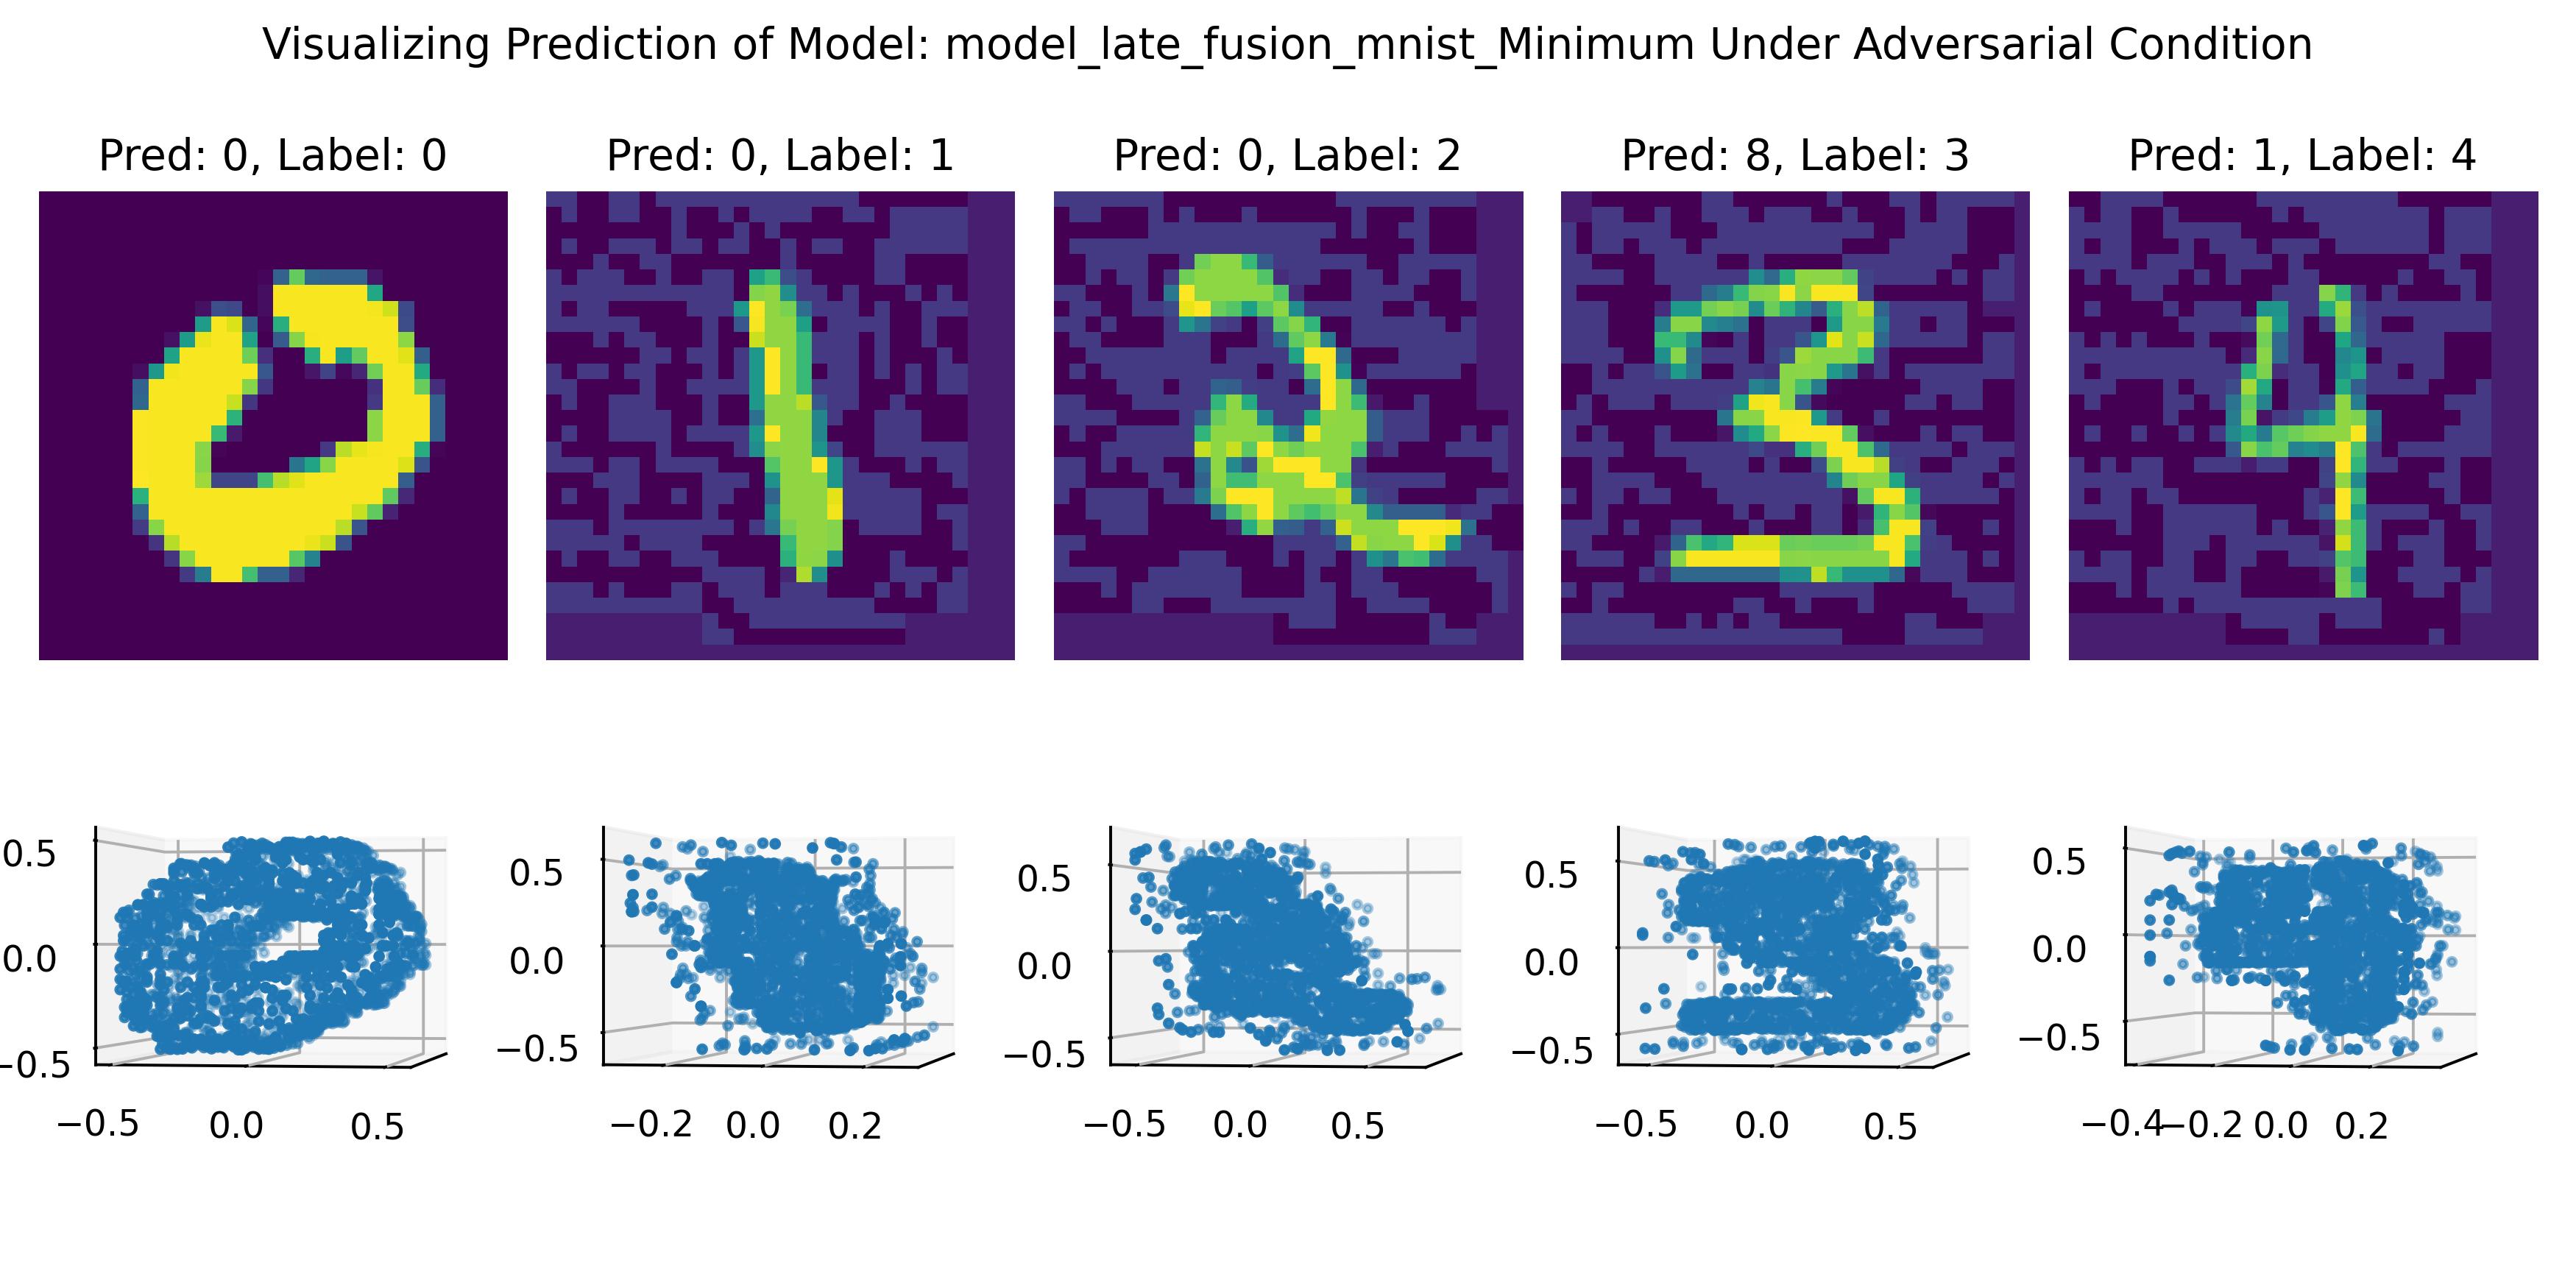 Visualizing Prediction of Model: model_late_fusion_mnist_Minimum Under Adversarial Condition
Pred: 0, Label: 0
Pred: 0, Label: 1
Pred: 0, Label: 2
Pred: 8, Label: 3
Pred: 1, Label: 4
0.5
0.0
−0.5
−0.5 0.0 0.5
0.5
0.0
−0.5
−0.2 0.0 0.2
0.5
0.0
−0.5
−0.5 0.0 0.5
0.5
0.0
−0.5
−0.5 0.0 0.5
0.5
0.0
−0.5
−0.4 −0.2 0.0 0.2